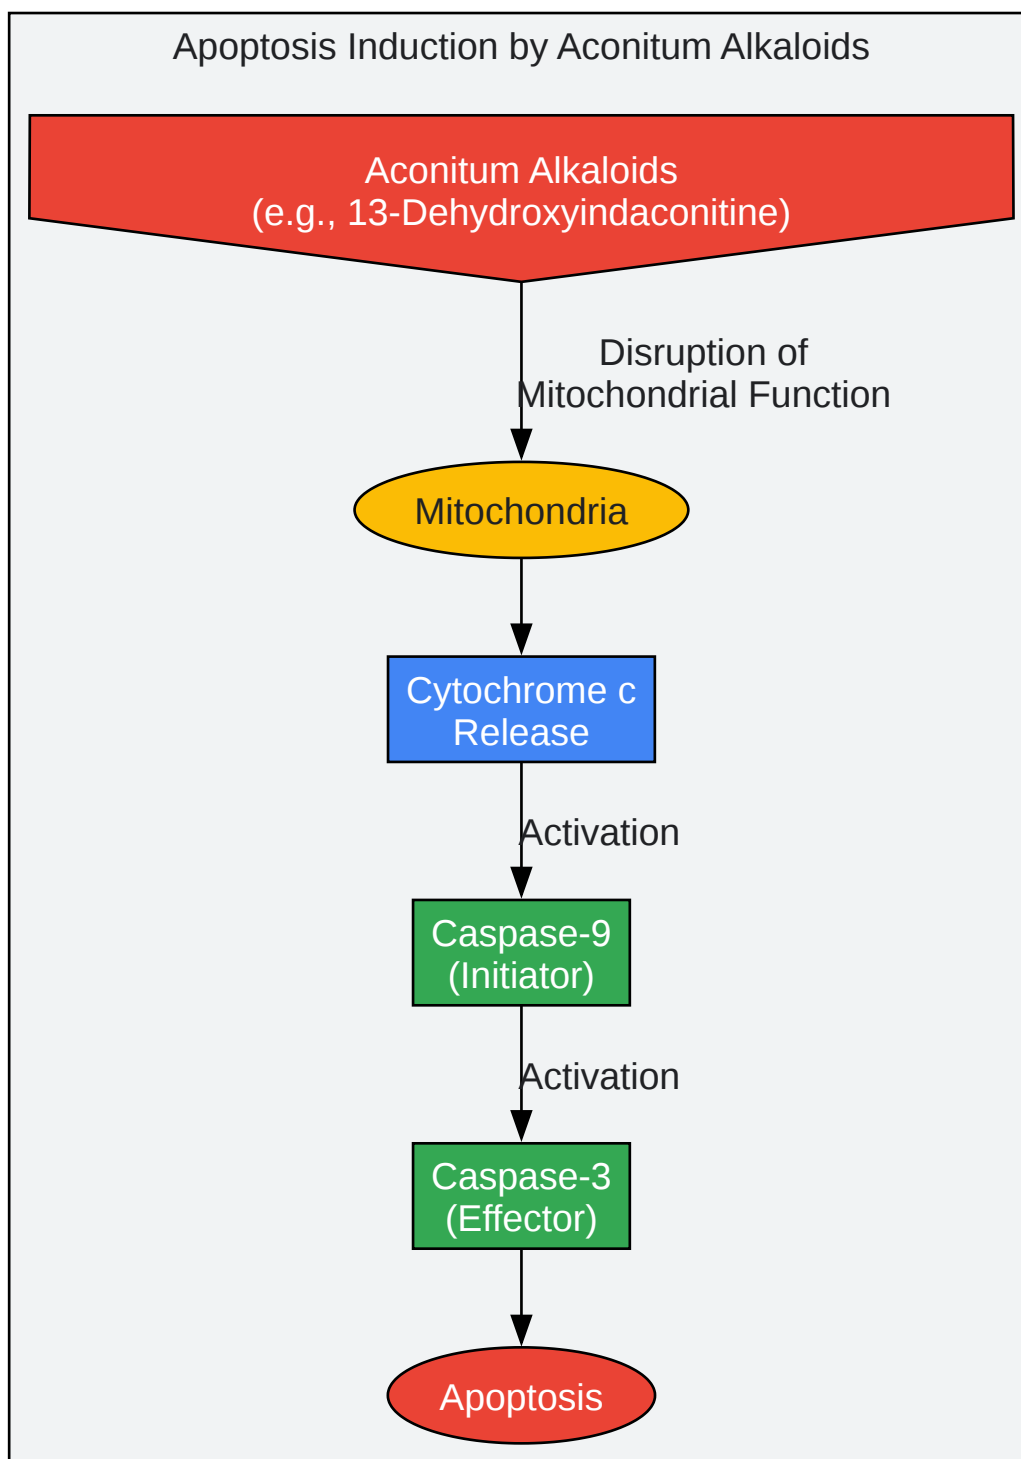 Apoptosis Induction by Aconitum Alkaloids
Aconitum Alkaloids
(e.g., 13-Dehydroxyindaconitine)
Disruption of
Mitochondrial Function
Mitochondria
Cytochrome c
Release
Activation
Caspase-9
(Initiator)
Activation
Caspase-3
(Effector)
Apoptosis